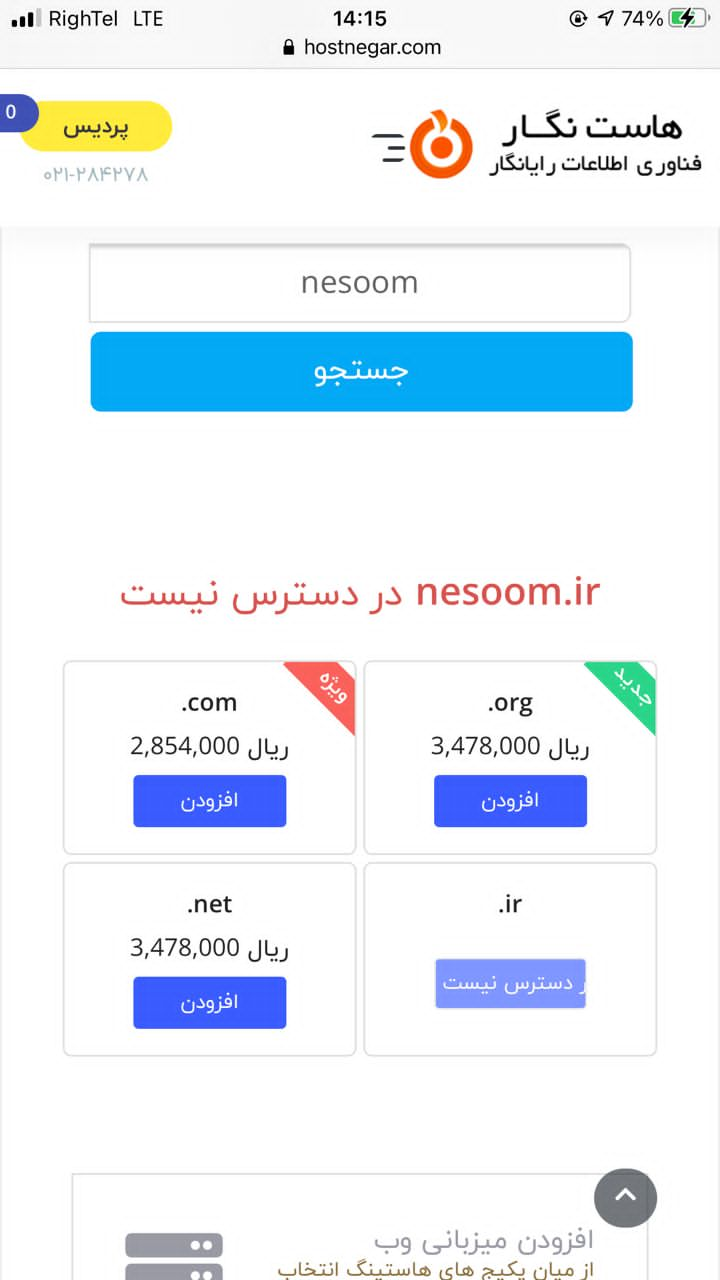 RighTel LTE 14:15 74%
hostnegar.com
هاست نگار
فناوری اطلاعات رایانگار
0
پردیس
۰۲۱-۲۸۴۲۷۸
nesoom
جستجو
nesoom.ir در دسترس نیست
جدید
.org
3,478,000 ریال
افزودن
ویژه
.com
2,854,000 ریال
افزودن
.ir
ر دسترس نیست
.net
3,478,000 ریال
افزودن
افزودن میزبانی وب
از میان پکیج های هاستینگ انتخاب